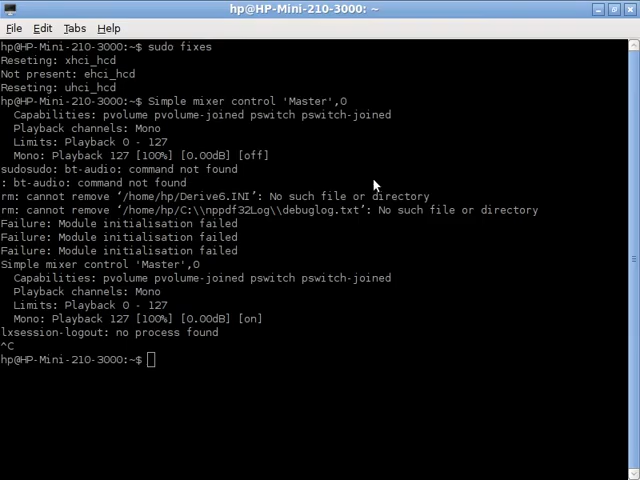 hp@HP-Mini-210-3000: ~
File Edit Tabs Help
hp@HP-Mini-210-3000:~$ sudo fixes
Reseting: xhci_hcd
Not present: ehci_hcd
Reseting: uhci_hcd
hp@HP-Mini-210-3000:~$ Simple mixer control 'Master',0
  Capabilities: pvolume pvolume-joined pswitch pswitch-joined
  Playback channels: Mono
  Limits: Playback 0 - 127
  Mono: Playback 127 [100%] [0.00dB] [off]
sudosudo: bt-audio: command not found
: bt-audio: command not found
rm: cannot remove ‘/home/hp/Derive6.INI’: No such file or directory
rm: cannot remove ‘/home/hp/C:\\nppdf32Log\\debuglog.txt’: No such file or directory
Failure: Module initialisation failed
Failure: Module initialisation failed
Failure: Module initialisation failed
Simple mixer control 'Master',0
  Capabilities: pvolume pvolume-joined pswitch pswitch-joined
  Playback channels: Mono
  Limits: Playback 0 - 127
  Mono: Playback 127 [100%] [0.00dB] [on]
lxsession-logout: no process found
^C
hp@HP-Mini-210-3000:~$